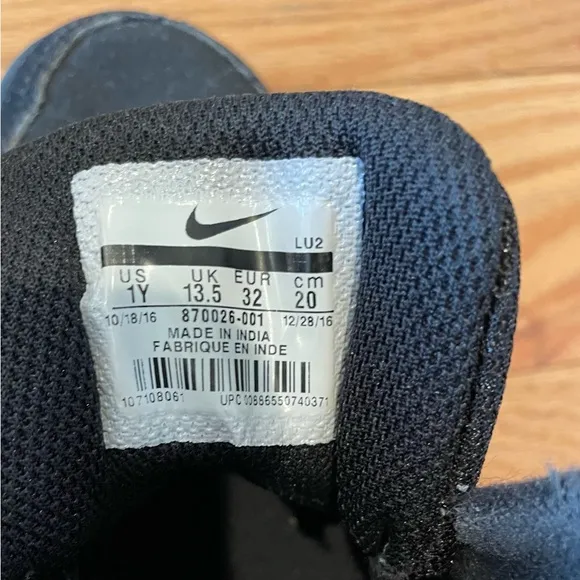 LU2
US UK EUR cm
1Y 13.5 32 20
10/18/16 870026-001 12/28/16
MADE IN INDIA
FABRIQUE EN INDE
107108061 UPC 00886550740371